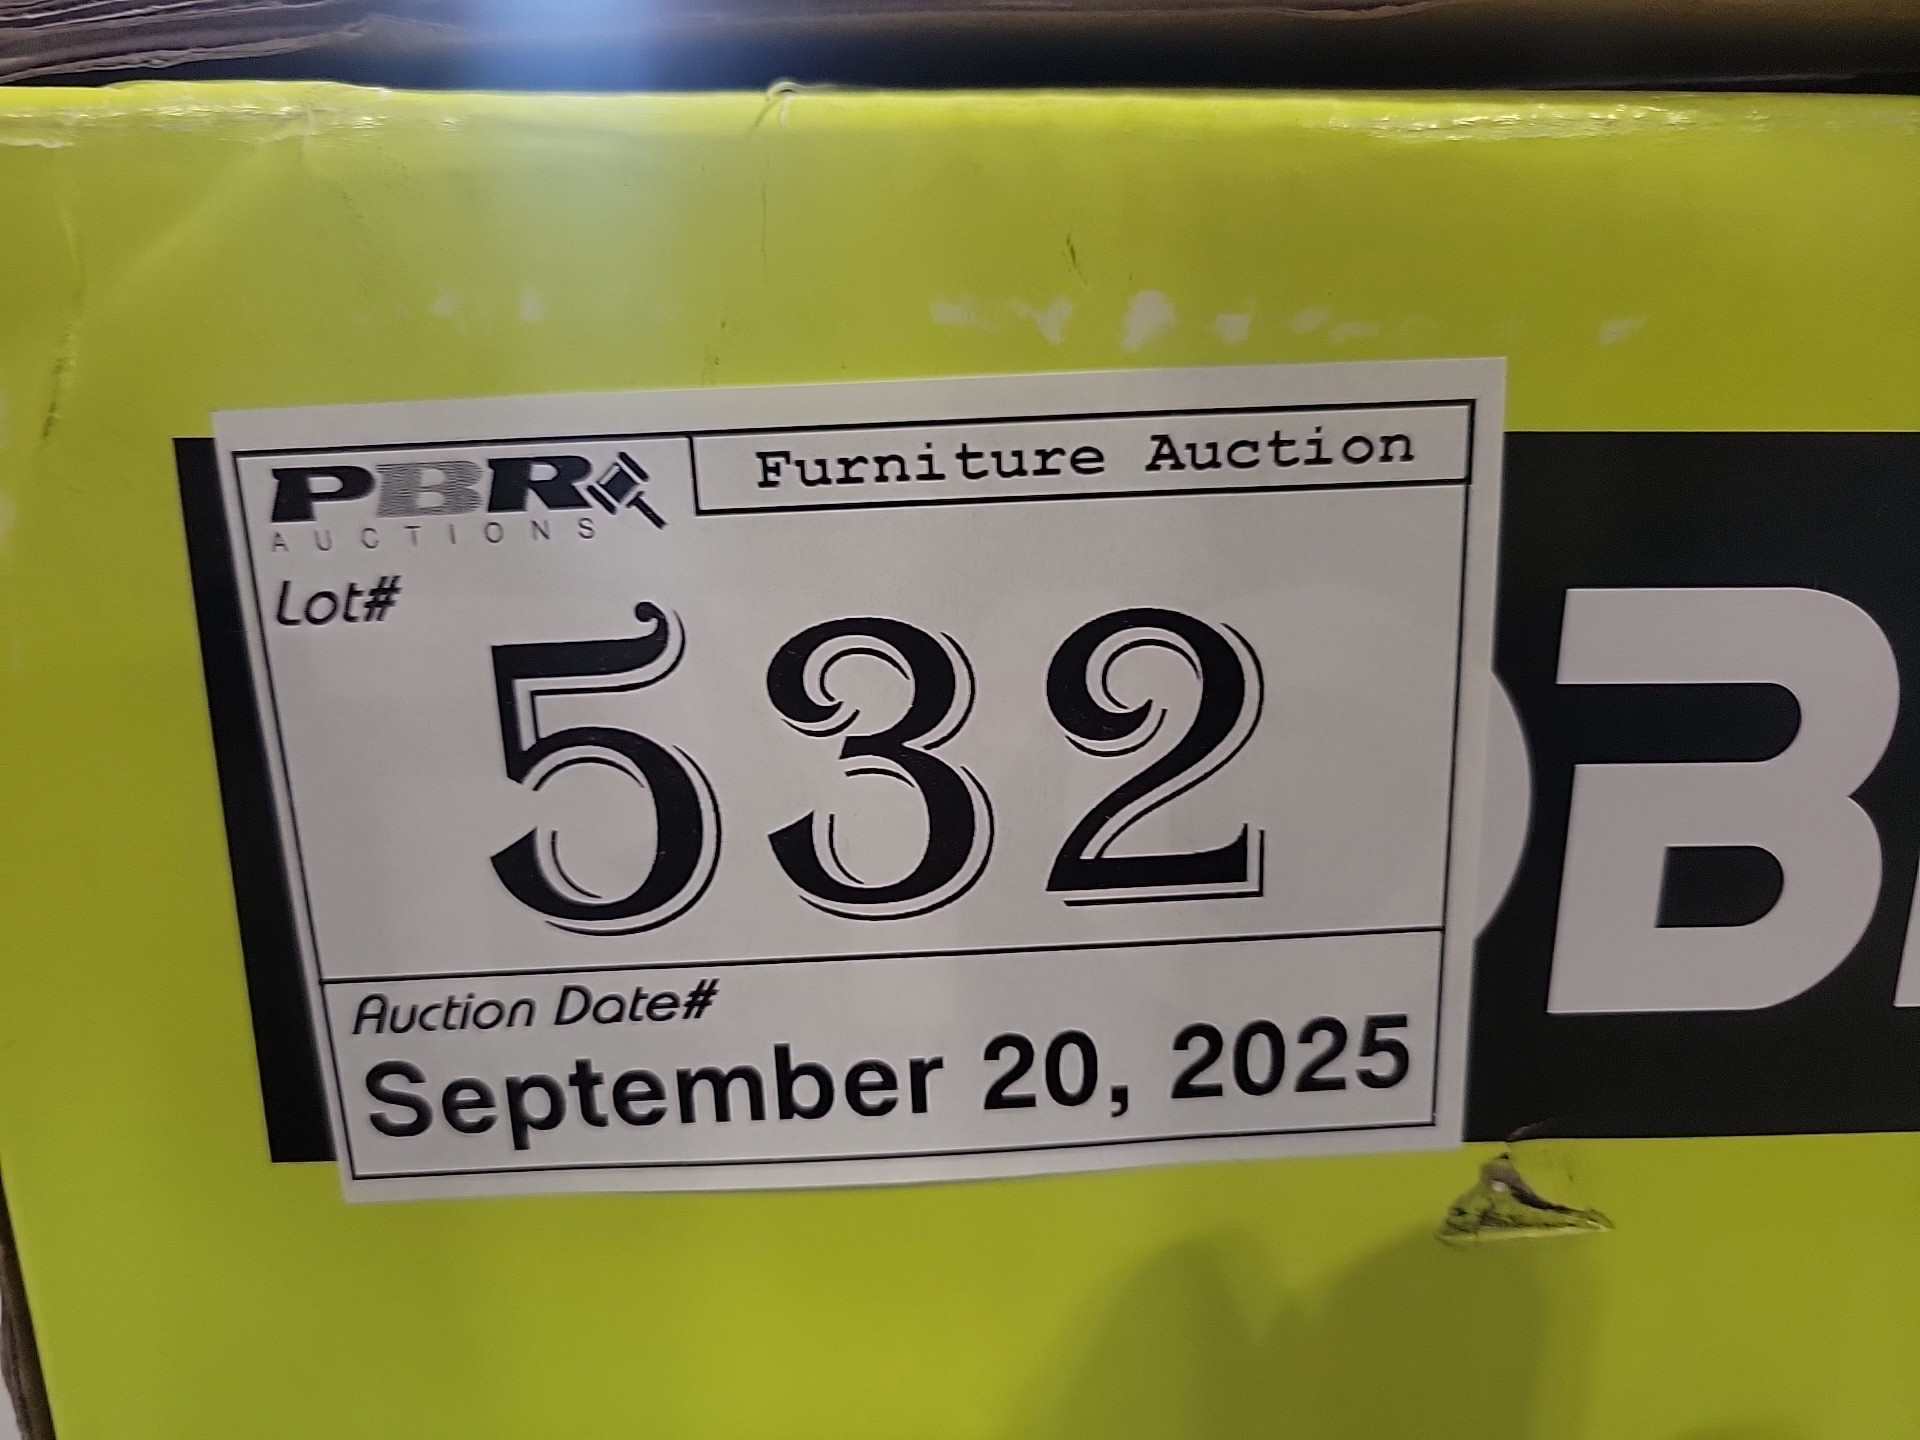 PBR
AUCTIONS
Furniture Auction
Lot#
532
Auction Date#
September 20, 2025
B